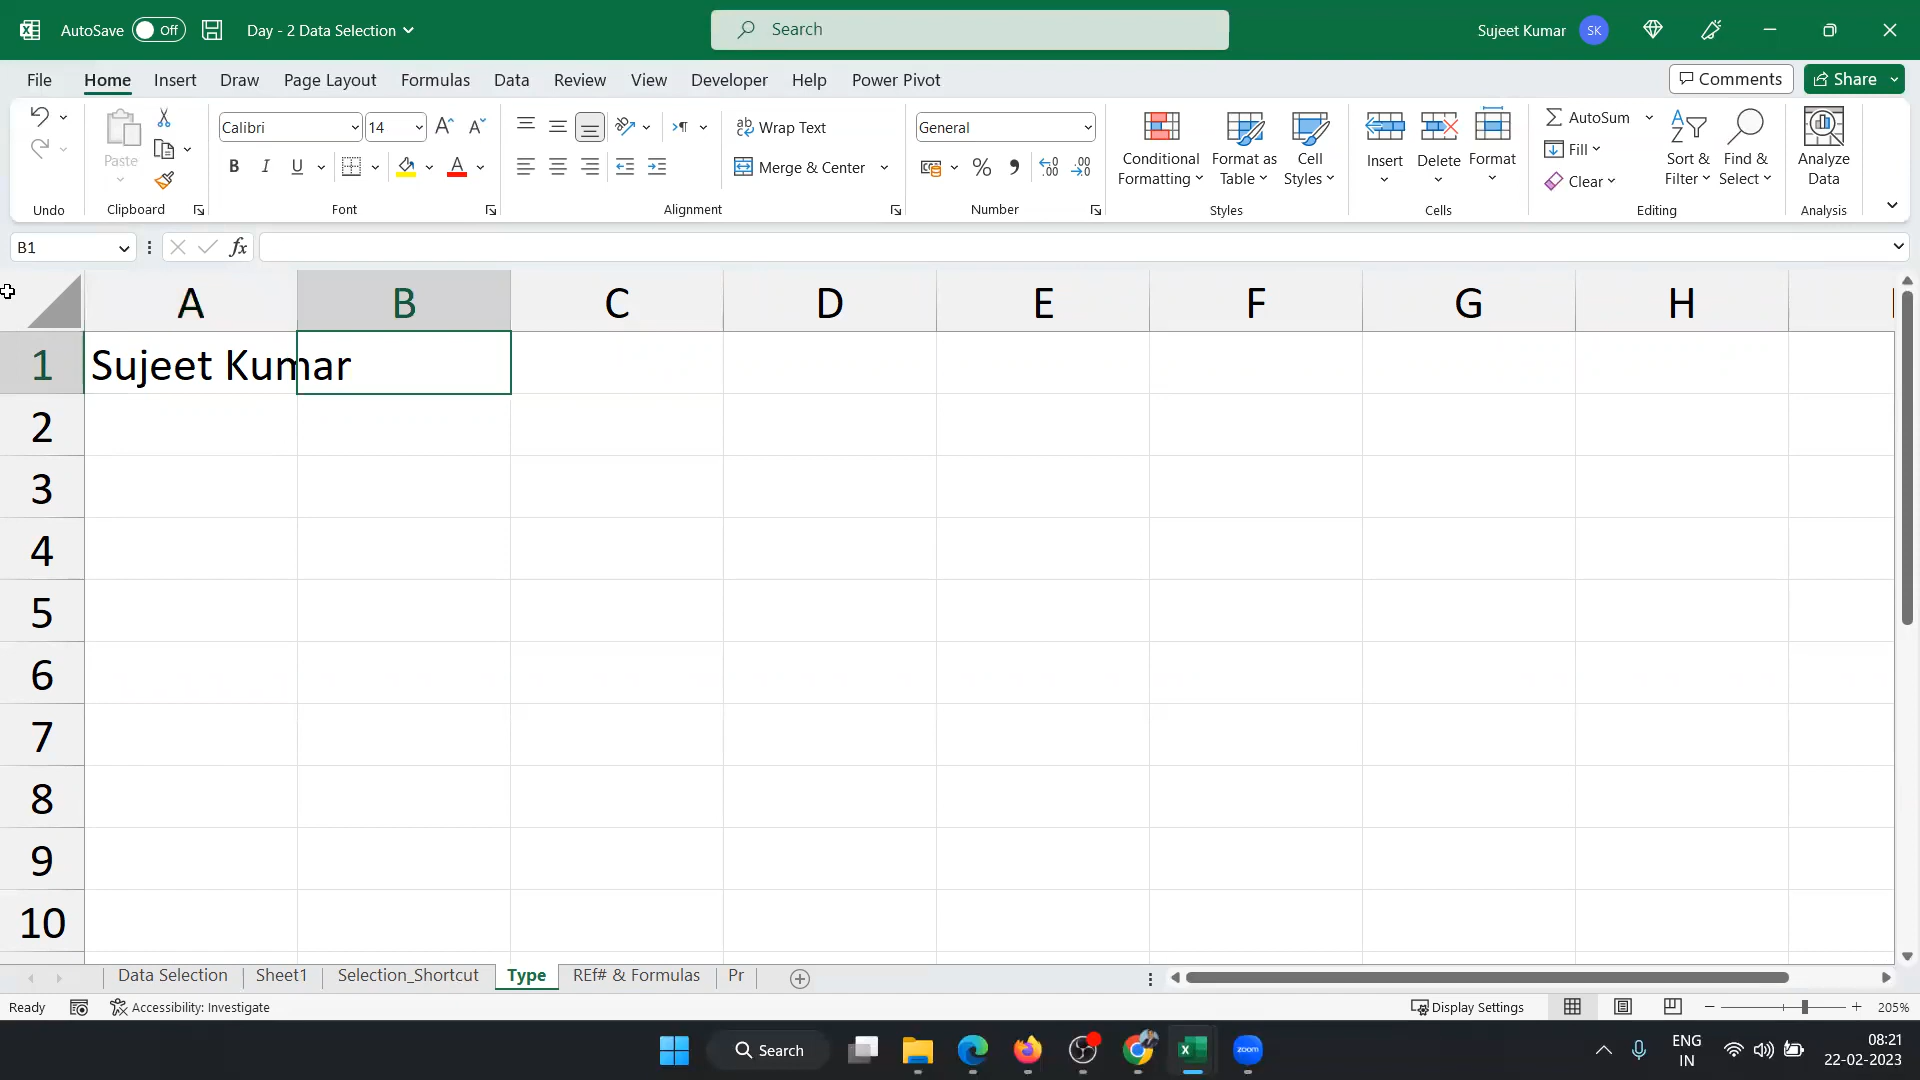 AutoSave Off Day - 2 Data Selection Search Sujeet Kumar SK
File Home Insert Draw Page Layout Formulas Data Review View Developer Help Power Pivot Comments Share
Paste Calibri 14 Wrap Text General Conditional Formatting Format as Table Cell Styles Insert Delete Format AutoSum Sort & Filter Find & Select Analyze Data
B I U A Merge & Center % Fill
Clear
Undo Clipboard Font Alignment Number Styles Cells Editing Analysis
B1 fx
A B C D E F G H
1 Sujeet Kumar
2
3
4
5
6
7
8
9
10
Data Selection Sheet1 Selection_Shortcut Type REf# & Formulas Pr
Ready Accessibility: Investigate Display Settings 205%
Search zoom ENG IN 08:21
22-02-2023